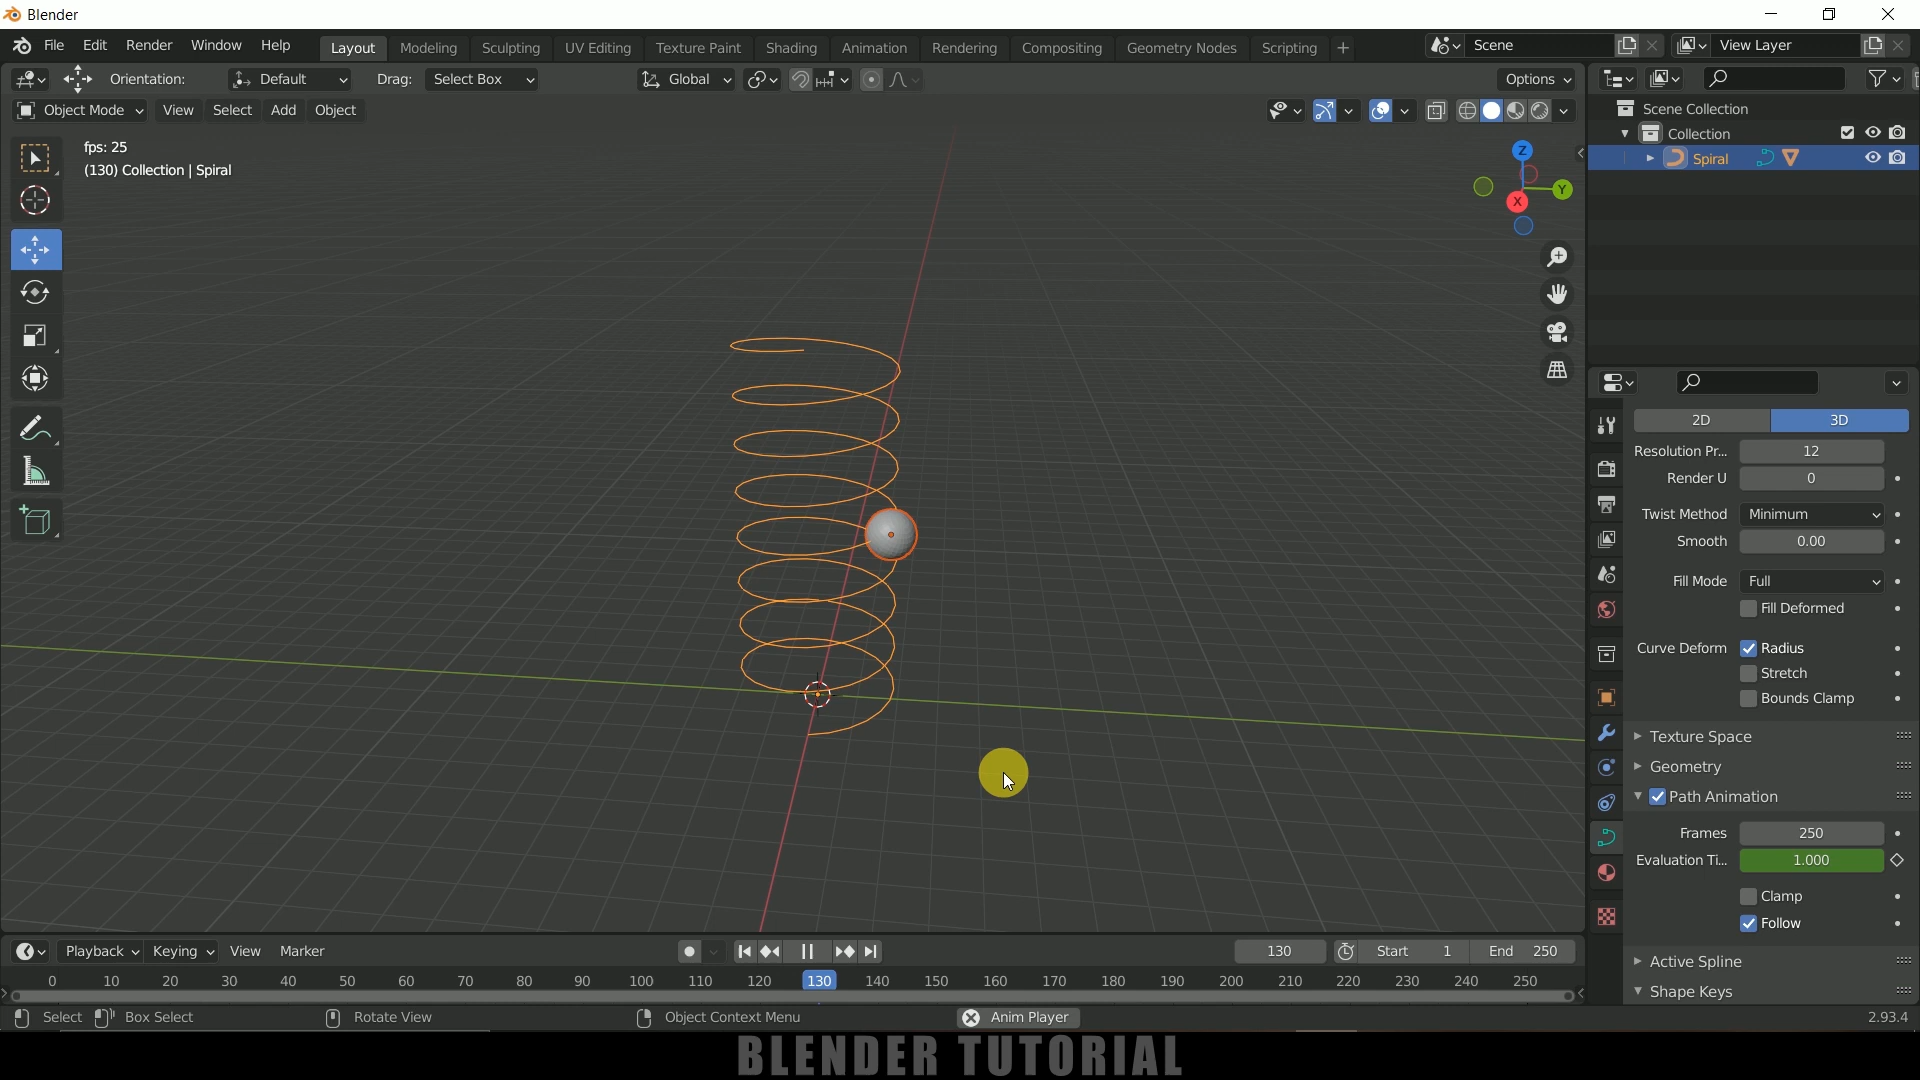 Blender
File Edit Render Window Help Layout Modeling Sculpting UV Editing Texture Paint Shading Animation Rendering Compositing Geometry Nodes Scripting + Scene View Layer
Orientation: Default Drag: Select Box Global Options
Object Mode View Select Add Object
Scene Collection
Collection
Spiral
fps: 25
(130) Collection | Spiral
Z
Y
X
2D 3D
Resolution Pr... 12
Render U 0
Twist Method Minimum
Smooth 0.00
Fill Mode Full
Fill Deformed
Curve Deform Radius
Stretch
Bounds Clamp
Texture Space
Geometry
Path Animation
Frames 250
Evaluation Ti... 1.000
Clamp
Follow
Active Spline
Shape Keys
Playback Keying View Marker 130 Start 1 End 250
0 10 20 30 40 50 60 70 80 90 100 110 120 130 140 150 160 170 180 190 200 210 220 230 240 250
Select Box Select Rotate View Object Context Menu Anim Player 2.93.4
BLENDER TUTORIAL